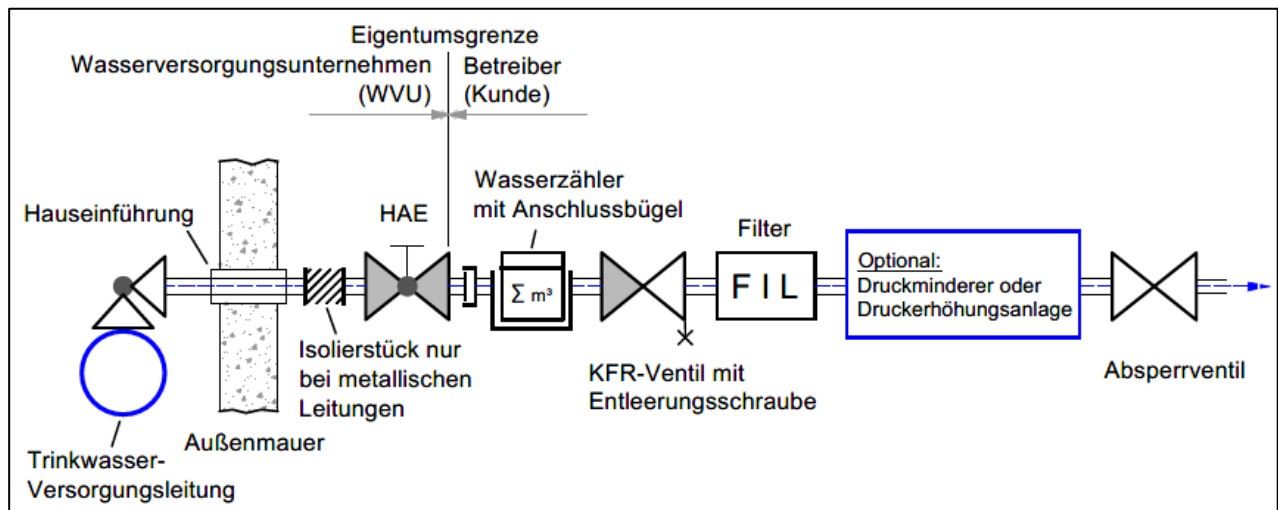 Eigentumsgrenze
Wasserversorgungsunternehmen
(WVU)
Betreiber
(Kunde)
Hauseinführung
HAE
Wasserzähler
mit Anschlussbügel
Filter
Σ m³
FIL
Optional:
Druckminderer oder
Druckerhöhungsanlage
Isolierstück nur
bei metallischen
Leitungen
KFR-Ventil mit
Entleerungsschraube
Absperrventil
Außenmauer
Trinkwasser-
Versorgungsleitung